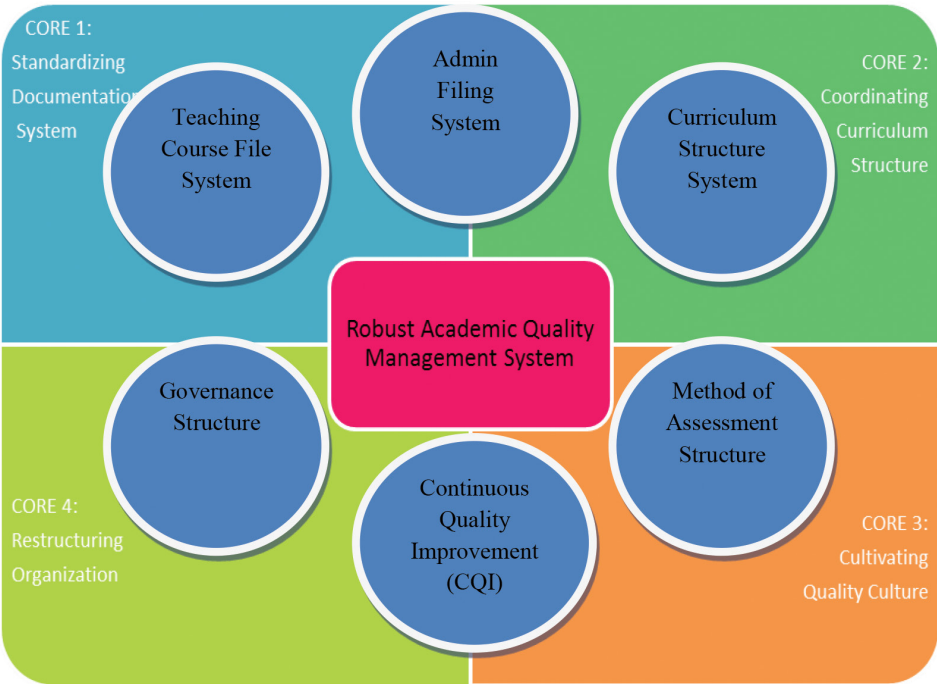 CORE 1:
Standardizing
Documentation
System
Teaching
Course File
System
Admin
Filing
System
Curriculum
Structure
System
CORE 2:
Coordinating
Curriculum
Structure
Robust Academic Quality
Management System
Governance
Structure
CORE 4:
Restructuring
Organization
Continuous
Quality
Improvement
(CQI)
Method of
Assessment
Structure
CORE 3:
Cultivating
Quality Culture